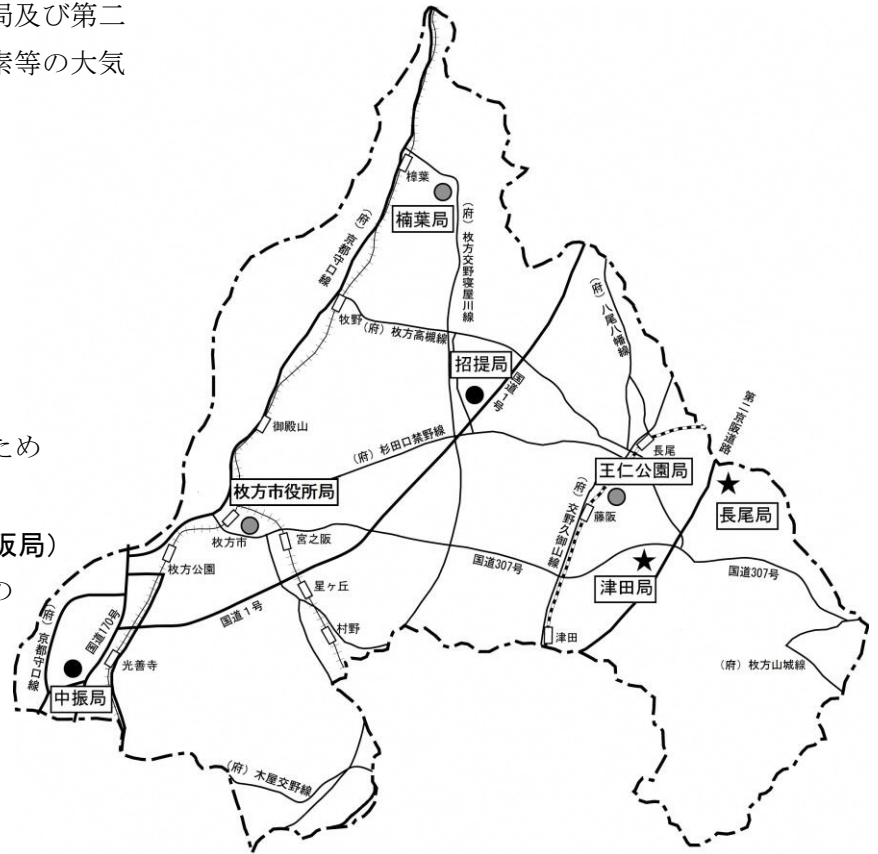 局及び第二
素等の大気
樟葉
楠葉局
(府)京都守口線
(府)枚方交野寝屋川線
(府)八尾八幡線
牧野
(府)枚方高槻線
招提局
国道1号
第二京阪道路
ため
御殿山
(府)杉田口禁野線
長尾
枚方市役所局
王仁公園局
長尾局
阪局)
枚方市
宮之阪
(府)交野久御山線
藤阪
の
枚方公園
国道307号
津田局
国道307号
星ヶ丘
国道1号
村野
津田
(府)京都守口線
国道170号
光善寺
(府)枚方山城線
中振局
(府)木屋交野線